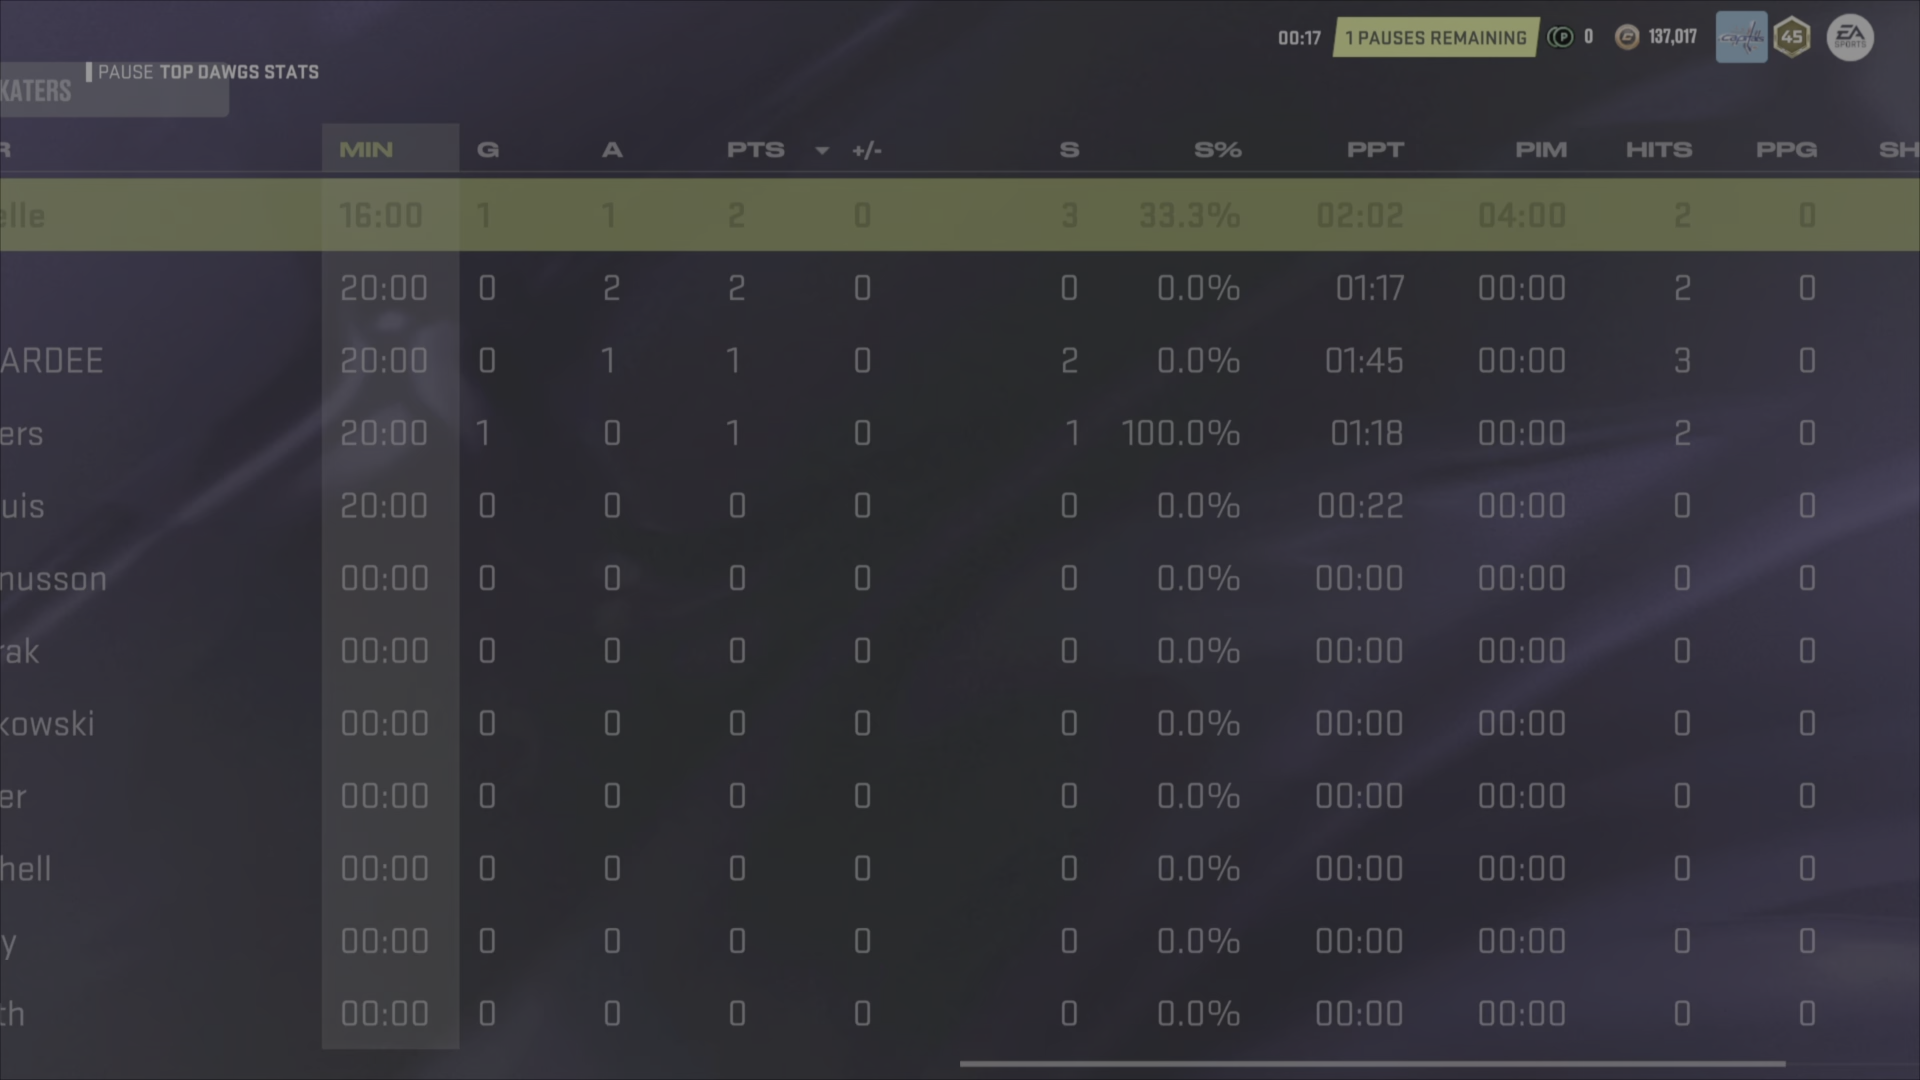 00:17 1 PAUSES REMAINING P 0 G 137,017 capitals 45 EA SPORTS
PAUSE TOP DAWGS STATS
KATERS
R MIN G A PTS +/- S S% PPT PIM HITS PPG SH
elle 16:00 1 1 2 0 3 33.3% 02:02 04:00 2 0
20:00 0 2 2 0 0 0.0% 01:17 00:00 2 0
ARDEE 20:00 0 1 1 0 2 0.0% 01:45 00:00 3 0
ers 20:00 1 0 1 0 1 100.0% 01:18 00:00 2 0
uis 20:00 0 0 0 0 0 0.0% 00:22 00:00 0 0
nusson 00:00 0 0 0 0 0 0.0% 00:00 00:00 0 0
rak 00:00 0 0 0 0 0 0.0% 00:00 00:00 0 0
kowski 00:00 0 0 0 0 0 0.0% 00:00 00:00 0 0
er 00:00 0 0 0 0 0 0.0% 00:00 00:00 0 0
hell 00:00 0 0 0 0 0 0.0% 00:00 00:00 0 0
y 00:00 0 0 0 0 0 0.0% 00:00 00:00 0 0
th 00:00 0 0 0 0 0 0.0% 00:00 00:00 0 0